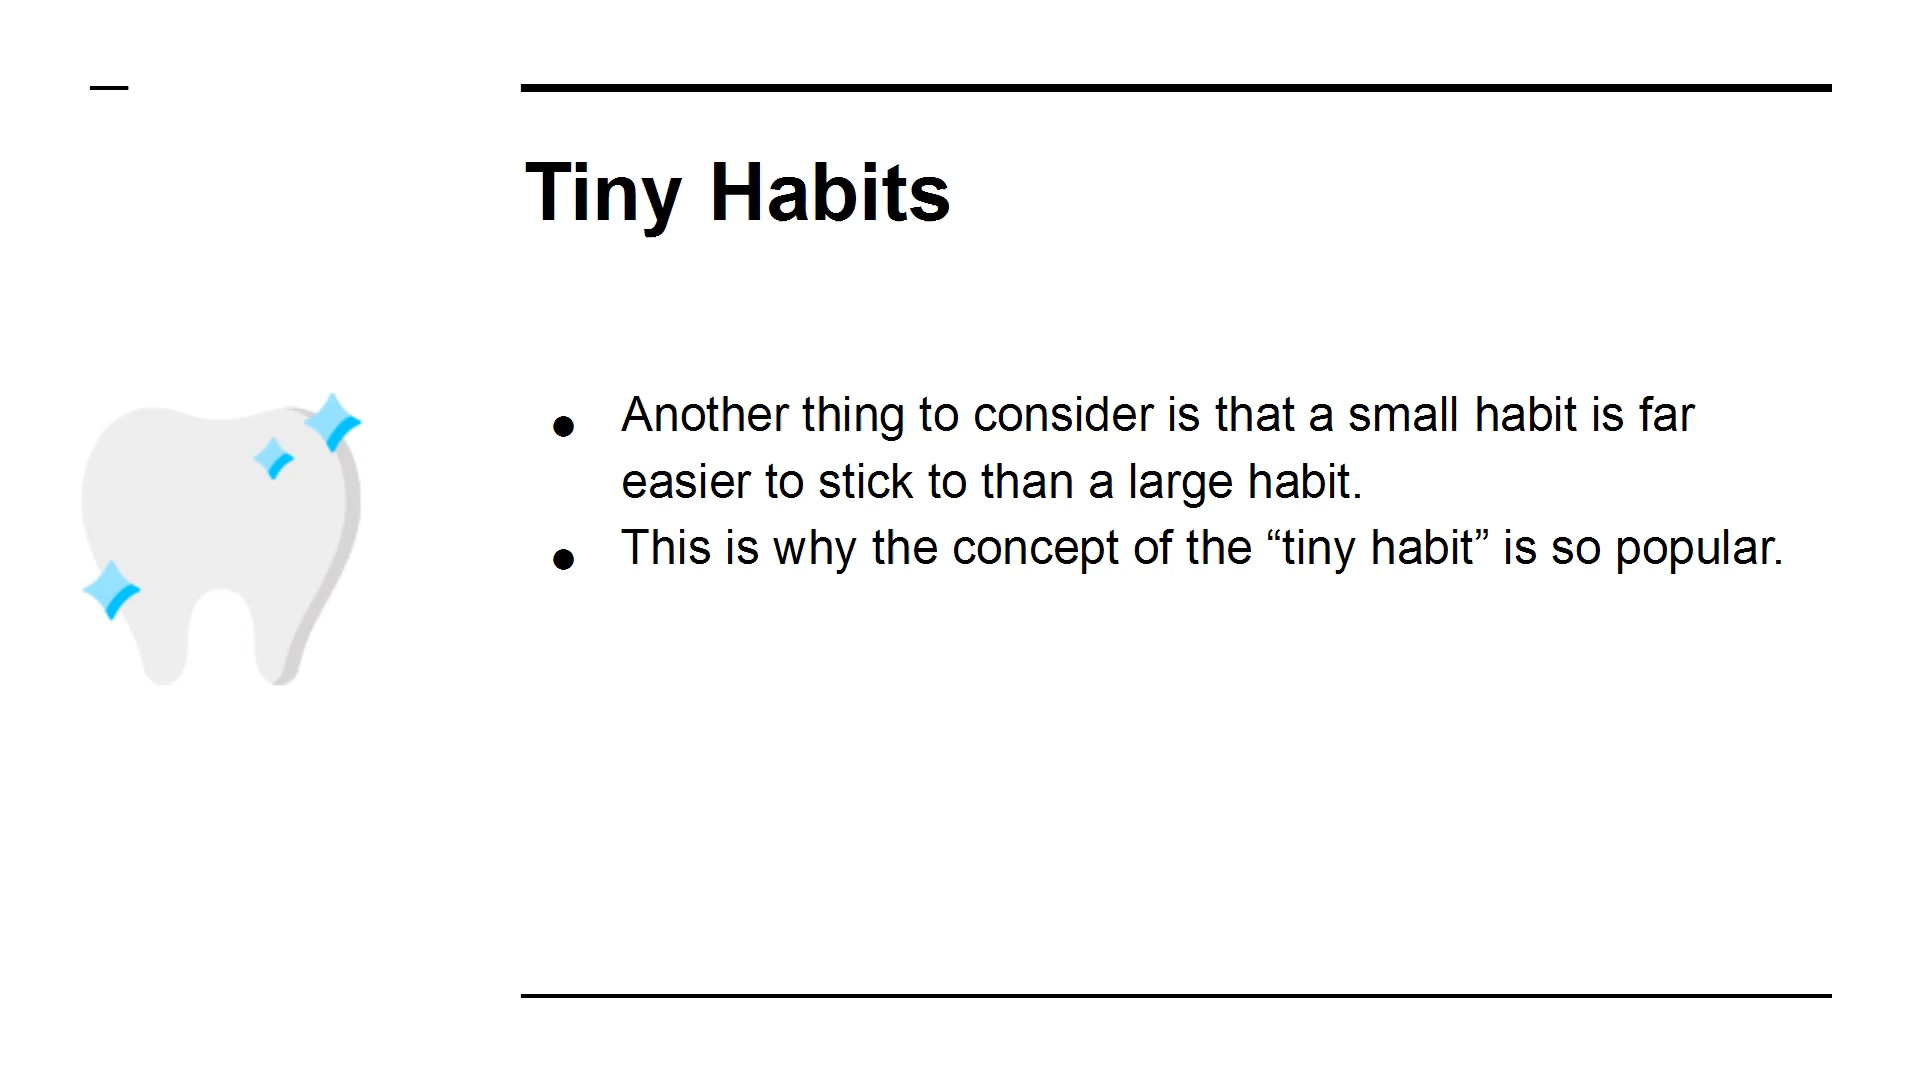 Tiny Habits
● Another thing to consider is that a small habit is far
easier to stick to than a large habit.
● This is why the concept of the “tiny habit” is so popular.